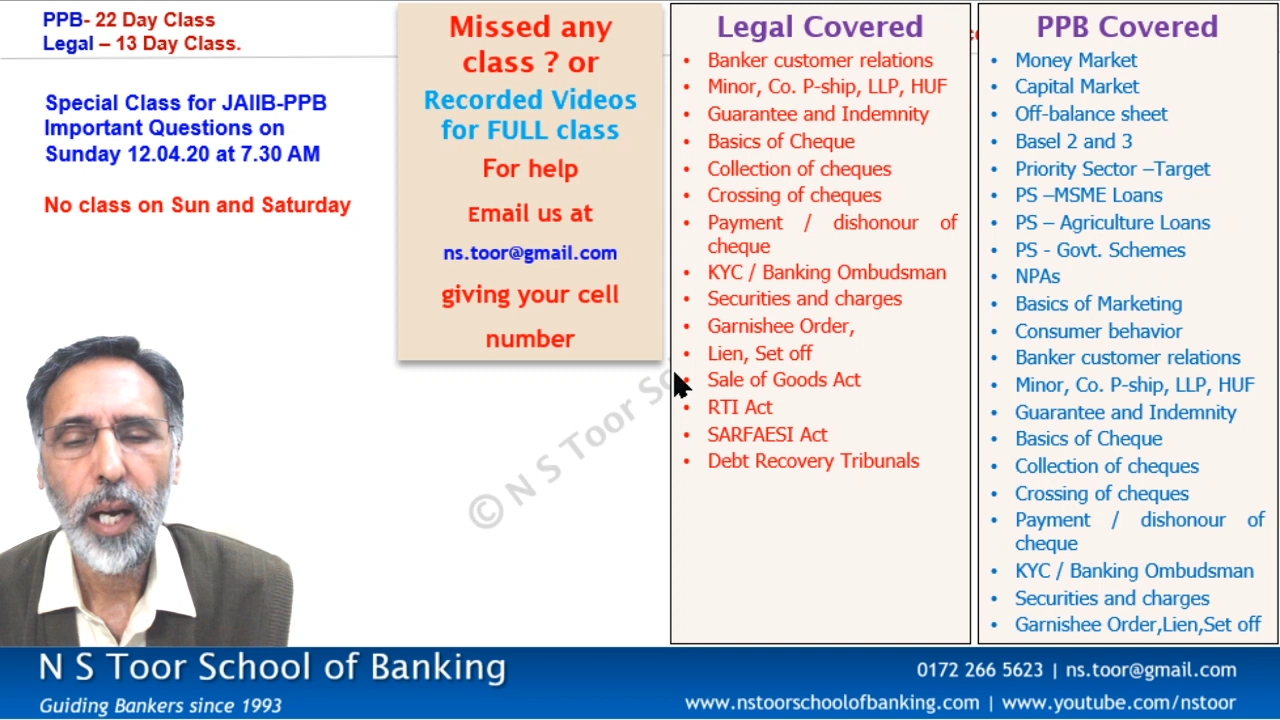 PPB- 22 Day Class
Legal – 13 Day Class.
Special Class for JAIIB-PPB
Important Questions on
Sunday 12.04.20 at 7.30 AM
No class on Sun and Saturday
Missed any
class ? or
Recorded Videos
for FULL class
For help
Email us at
ns.toor@gmail.com
giving your cell
number
Legal Covered
• Banker customer relations
• Minor, Co. P-ship, LLP, HUF
• Guarantee and Indemnity
• Basics of Cheque
• Collection of cheques
• Crossing of cheques
• Payment / dishonour of
cheque
• KYC / Banking Ombudsman
• Securities and charges
• Garnishee Order,
• Lien, Set off
• Sale of Goods Act
• RTI Act
• SARFAESI Act
• Debt Recovery Tribunals
PPB Covered
• Money Market
• Capital Market
• Off-balance sheet
• Basel 2 and 3
• Priority Sector –Target
• PS –MSME Loans
• PS – Agriculture Loans
• PS - Govt. Schemes
• NPAs
• Basics of Marketing
• Consumer behavior
• Banker customer relations
• Minor, Co. P-ship, LLP, HUF
• Guarantee and Indemnity
• Basics of Cheque
• Collection of cheques
• Crossing of cheques
• Payment / dishonour of
cheque
• KYC / Banking Ombudsman
• Securities and charges
• Garnishee Order,Lien,Set off
© N S Toor
N S Toor School of Banking
Guiding Bankers since 1993
0172 266 5623 | ns.toor@gmail.com
www.nstoorschoolofbanking.com | www.youtube.com/nstoor